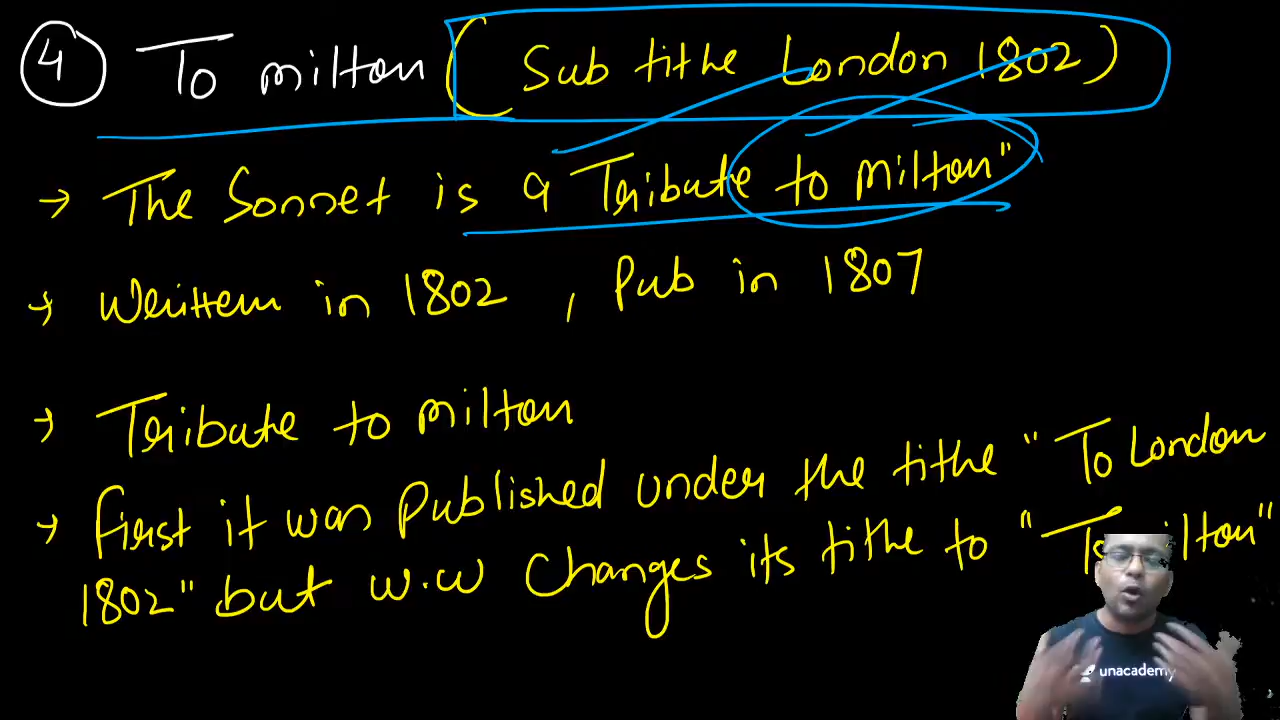 4 To milton (Sub tithe London 1802)
→ The Sonnet is a Tribute to Milton"
→ Written in 1802 , Pub in 1807
→ Tribute to milton
→ first it was Published under the tithe "To London
1802" but W.W Changes its tithe to "To milton"
unacademy